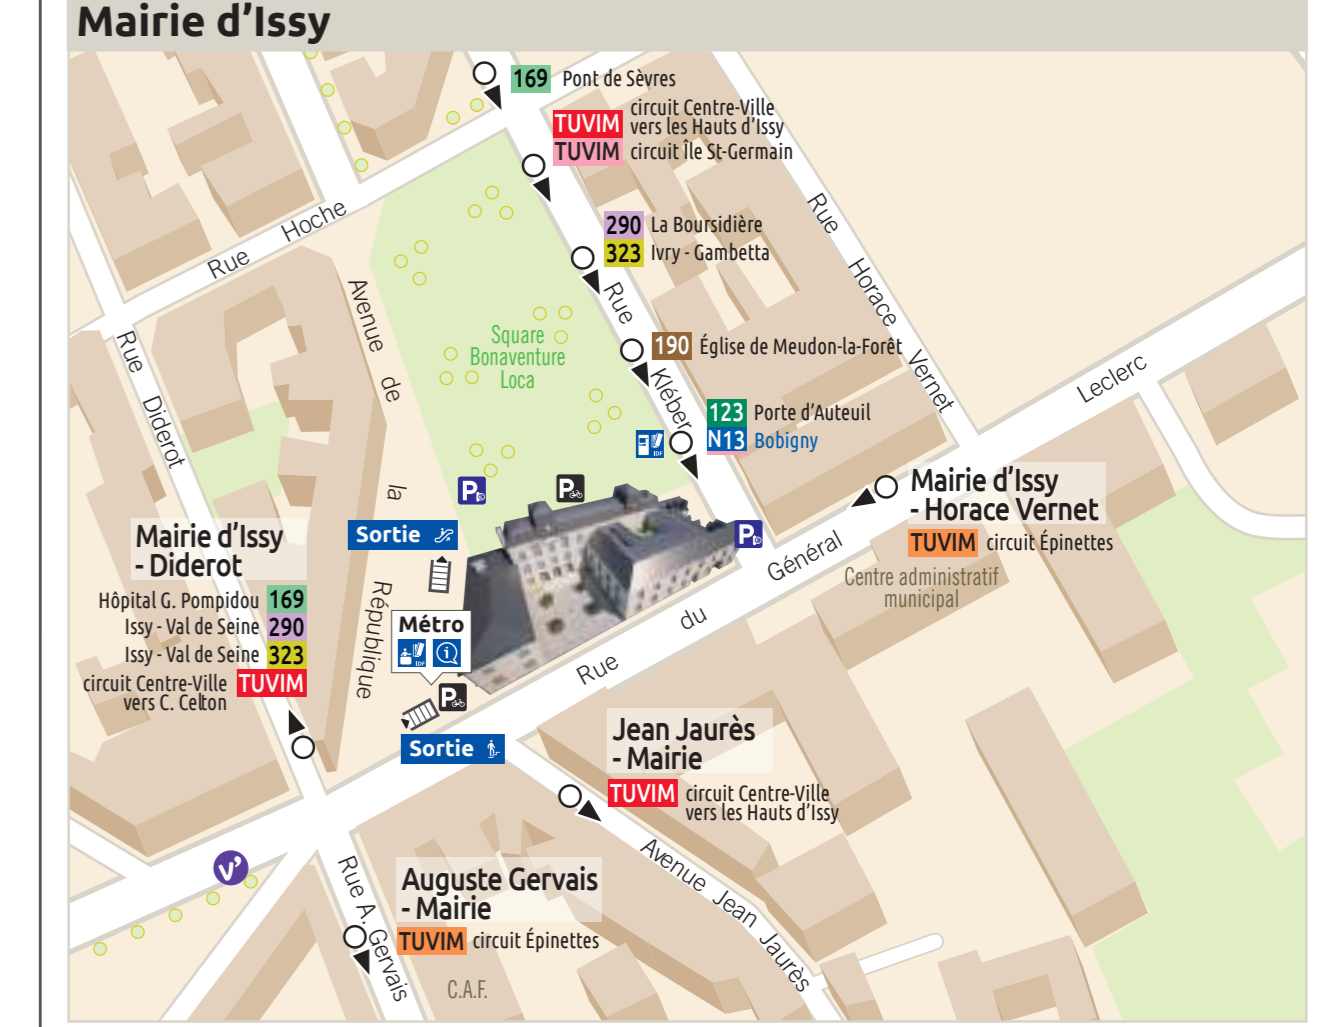 Mairie d'Issy
169 Pont de Sèvres
TUVIM circuit Centre-Ville
vers les Hauts d'Issy
TUVIM circuit Île St-Germain
290 La Boursidière
323 Ivry - Gambetta
190 Église de Meudon-la-Forêt
123 Porte d'Auteuil
N13 Bobigny
IDF
Rue Hoche
Rue Horace Vernet
Rue Kléber
Avenue de la République
Rue Diderot
Square
Bonaventure
Loca
Rue du Général Leclerc
P
P
P
Mairie d'Issy
- Horace Vernet
TUVIM circuit Épinettes
Centre administratif
municipal
Sortie
Mairie d'Issy
- Diderot
Hôpital G. Pompidou 169
Issy - Val de Seine 290
Issy - Val de Seine 323
circuit Centre-Ville TUVIM
vers C. Celton
Métro
IDF i
P
Sortie
Jean Jaurès
- Mairie
TUVIM circuit Centre-Ville
vers les Hauts d'Issy
Avenue Jean Jaurès
V'
Rue A. Gervais
Auguste Gervais
- Mairie
TUVIM circuit Épinettes
C.A.F.